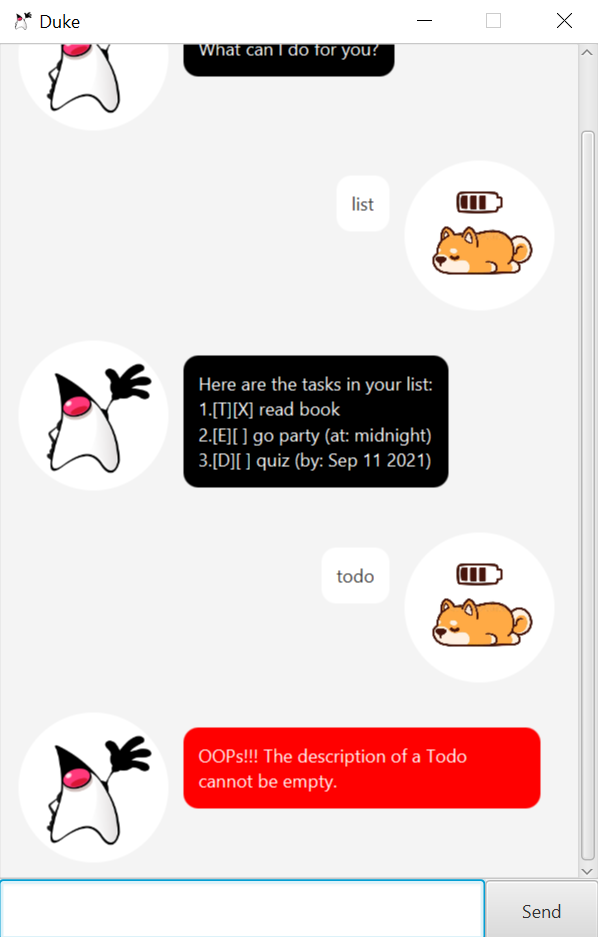 Duke
What can I do for you?
list
Here are the tasks in your list:
1.[T][X] read book
2.[E][ ] go party (at: midnight)
3.[D][ ] quiz (by: Sep 11 2021)
todo
OOPs!!! The description of a Todo
cannot be empty.
Send